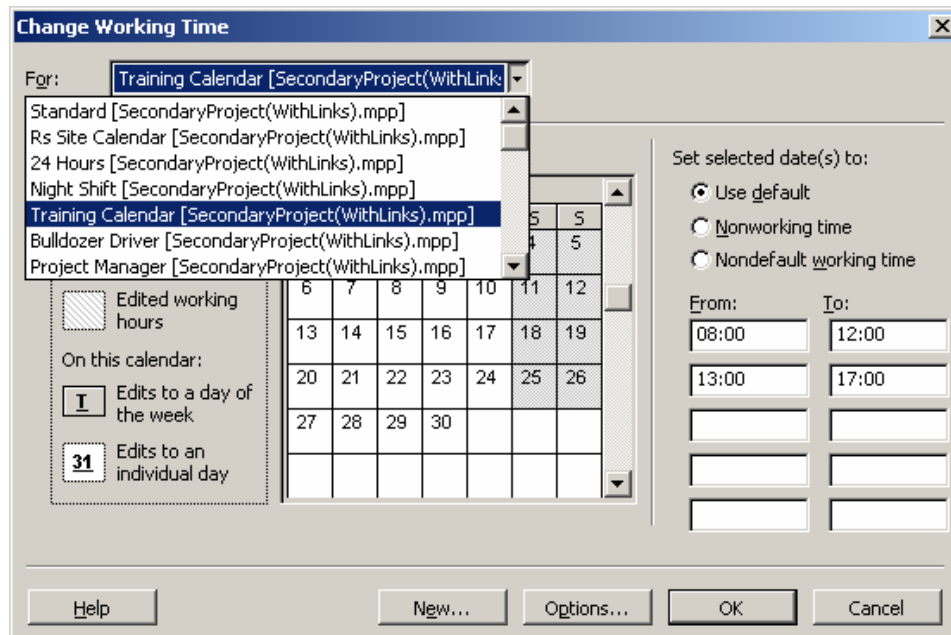 Change Working Time
For: Training Calendar [SecondaryProject(WithLink
Standard [SecondaryProject(WithLinks).mpp]
Rs Site Calendar [SecondaryProject(WithLinks).mpp]
24 Hours [SecondaryProject(WithLinks).mpp]
Night Shift [SecondaryProject(WithLinks).mpp]
Training Calendar [SecondaryProject(WithLinks).mpp]
Bulldozer Driver [SecondaryProject(WithLinks).mpp]
Project Manager [SecondaryProject(WithLinks).mpp]
Edited working
hours
On this calendar:
T Edits to a day of
the week
31 Edits to an
individual day
S S
4 5
6 7 8 9 10 11 12
13 14 15 16 17 18 19
20 21 22 23 24 25 26
27 28 29 30
Set selected date(s) to:
Use default
Nonworking time
Nondefault working time
From: To:
08:00 12:00
13:00 17:00
Help New... Options... OK Cancel